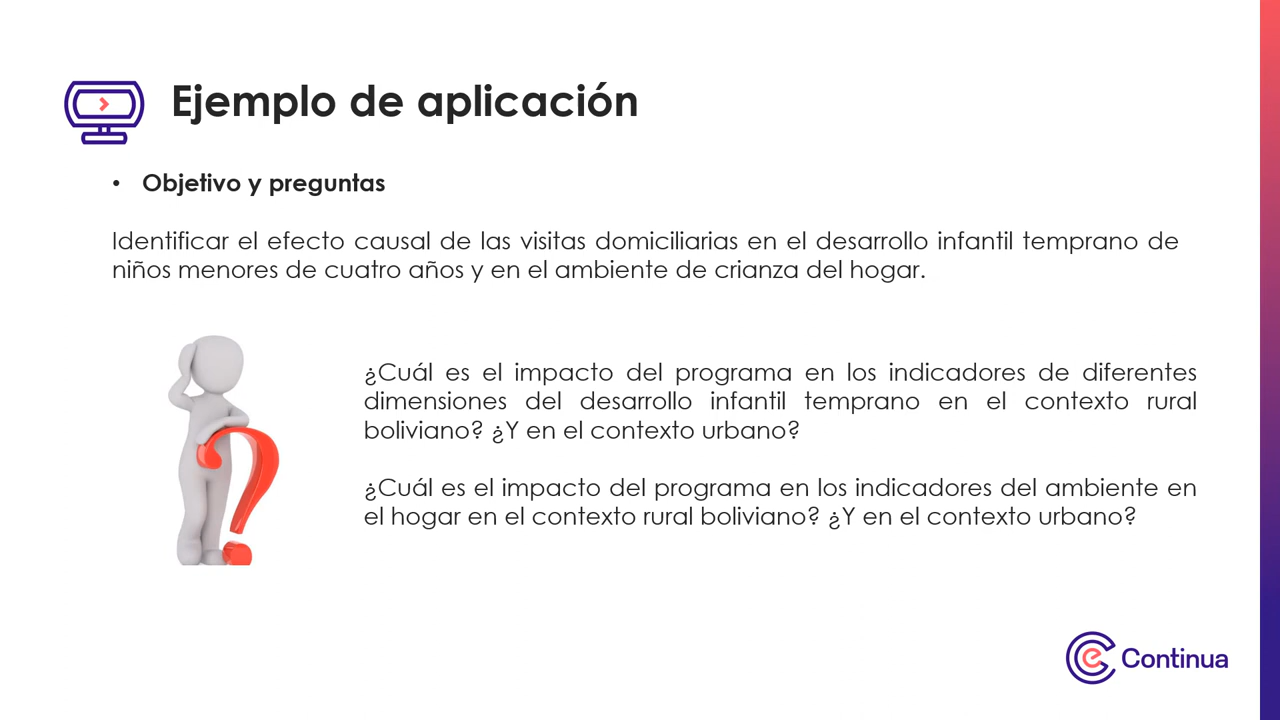 Ejemplo de aplicación
• Objetivo y preguntas
Identificar el efecto causal de las visitas domiciliarias en el desarrollo infantil temprano de
niños menores de cuatro años y en el ambiente de crianza del hogar.
¿Cuál es el impacto del programa en los indicadores de diferentes
dimensiones del desarrollo infantil temprano en el contexto rural
boliviano? ¿Y en el contexto urbano?
¿Cuál es el impacto del programa en los indicadores del ambiente en
el hogar en el contexto rural boliviano? ¿Y en el contexto urbano?
e Continua